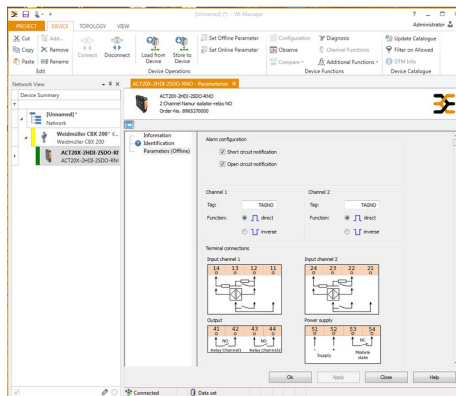 [Unnamed] (*) - WI-Manager
PROJECT DEVICE TOPOLOGY VIEW
Administrator
Cut Add...
Copy Remove
Paste Rename
Edit
Connect Disconnect
Load from Device Store to Device
Device Operations
Set Offline Parameter
Set Online Parameter
Configuration Diagnosis
Observe Channel Functions
Compare Additional Functions
Device Functions
Update Catalogue
Filter on Allowed
DTM Info
Device Catalogue
Network View
Device Summary
[Unnamed]*
Network
Weidmüller CBX 200* V...
Weidmüller CBX 200
ACT20X-2HDI-2SDO-R
ACT20X-2HDI-2SDO-RNO
ACT20X-2HDI-2SDO-RNO - Parameterize
ACT20X-2HDI-2SDO-RNO
2 Channel Namur isolator-relay NO
Order-No. 8965370000
Information
Identification
Parameters (Offline)
Alarm configuration
Short circuit notification
Open circuit notification
Channel 1
Tag: TAGNO
Function: direct
inverse
Channel 2
Tag: TAGNO
Function: direct
inverse
Terminal connections
Input channel 1
14 13 12 11
Input channel 2
24 23 22 21
Output
41 42 43 44
NO NO
Relay Channel1 Relay Channel2
Power supply
51 52 53 54
NC
- +
Supply
Module state
Ok Apply Close Help
Connected Data set